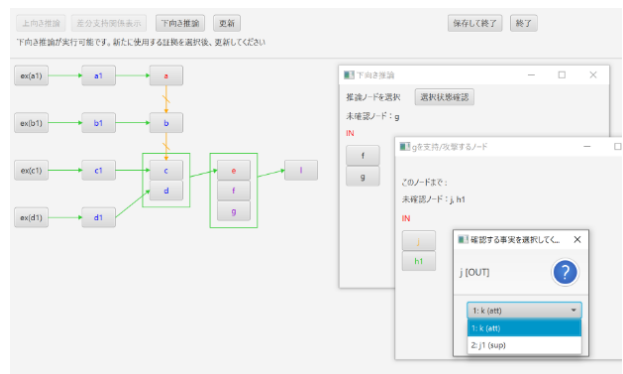 上向き推論 差分支持関係表示 下向き推論 更新 保存して終了 終了
下向き推論が実行可能です。新たに使用する証拠を選択後、更新してください
ex(a1) a1 e
ex(b1) b1 b
ex(c1) c1 c
d
ex(d1) d1
e
f
g
l
下向き推論
推論ノードを選択 選択状態確認
未確認ノード：g
IN
f
g
gを支持/攻撃するノード
このノードまで：
未確認ノード：j, h1
IN
j
h1
確認する事実を選択してく...
j [OUT]
?
1: k (att)
1: k (att)
2: j1 (sup)